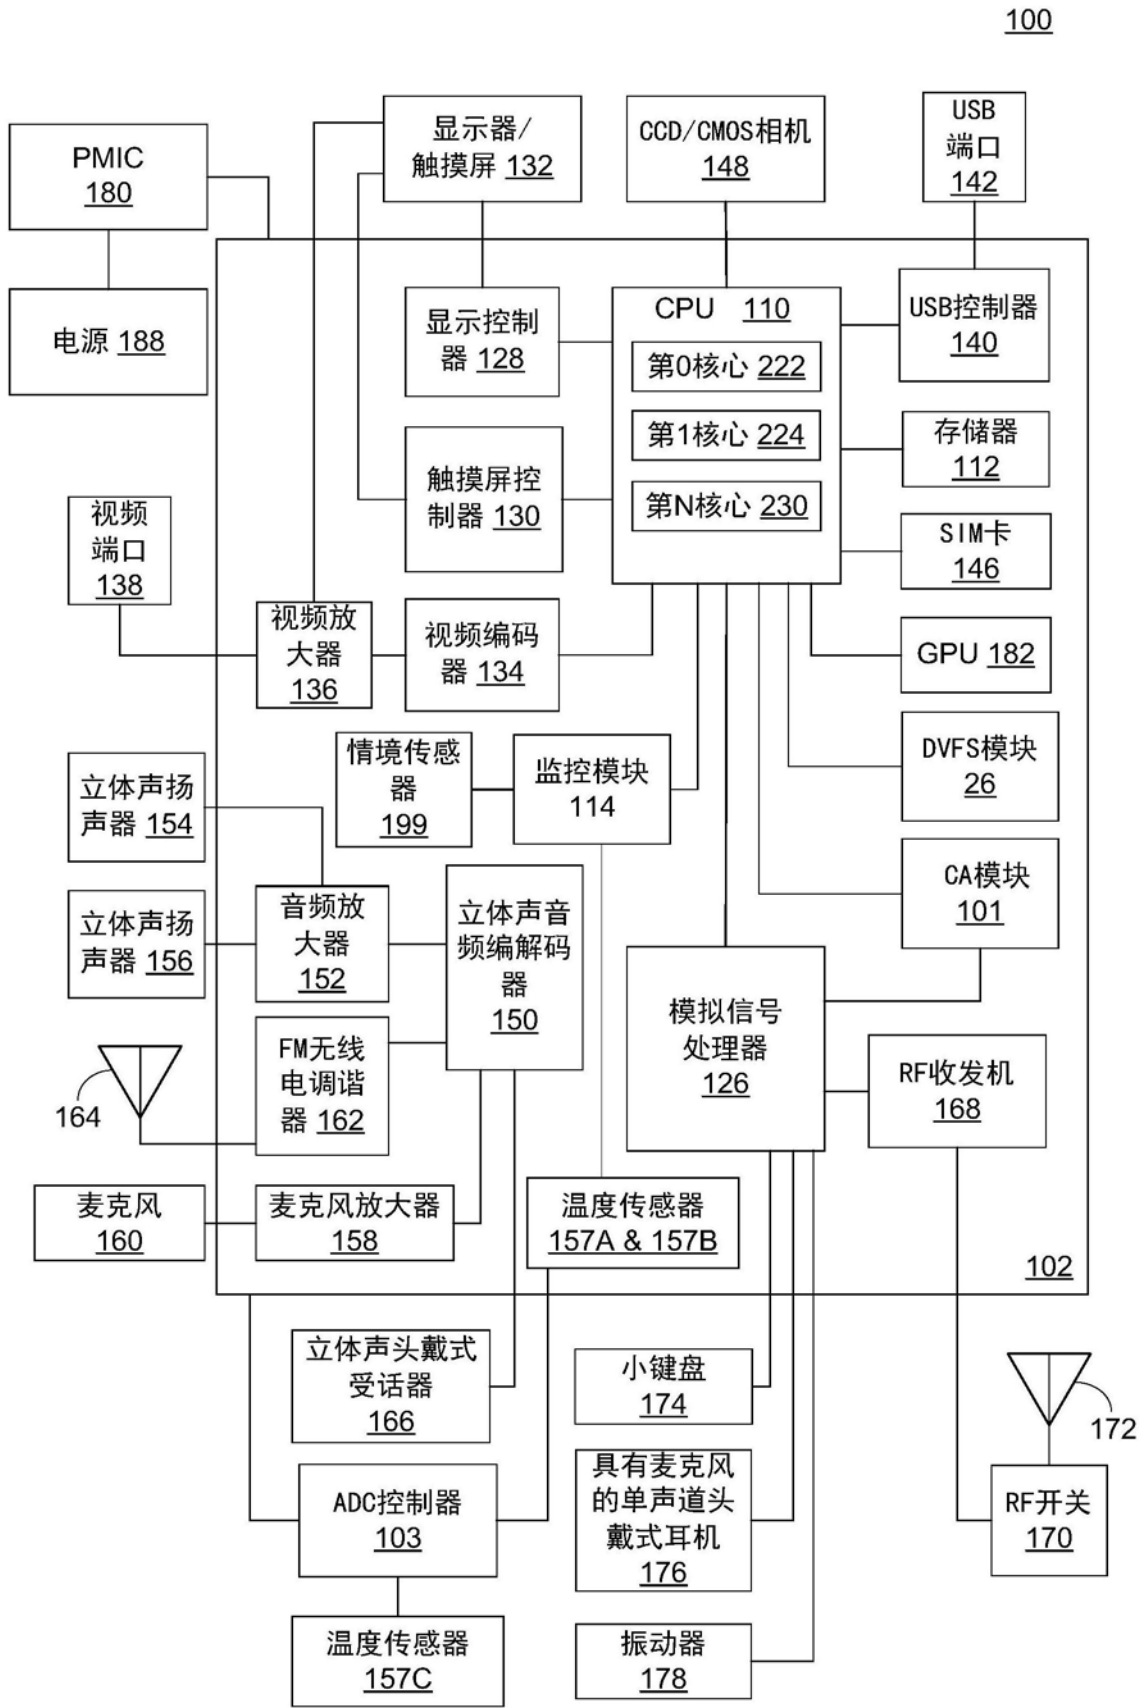 100
PMIC
180
显示器/
触摸屏 132
CCD/CMOS相机
148
USB
端口
142
电源 188
显示控制
器 128
CPU 110
第0核心 222
第1核心 224
第N核心 230
USB控制器
140
存储器
112
触摸屏控
制器 130
视频
端口
138
SIM卡
146
视频放
大器
136
视频编码
器 134
GPU 182
DVFS模块
26
情境传感
器
199
监控模块
114
立体声扬
声器 154
CA模块
101
音频放
大器
152
立体声音
频编解码
器
150
立体声扬
声器 156
模拟信号
处理器
126
FM无线
电调谐
器 162
164
RF收发机
168
麦克风
160
麦克风放大器
158
温度传感器
157A & 157B
102
立体声头戴式
受话器
166
小键盘
174
172
ADC控制器
103
具有麦克风
的单声道头
戴式耳机
176
RF开关
170
温度传感器
157C
振动器
178